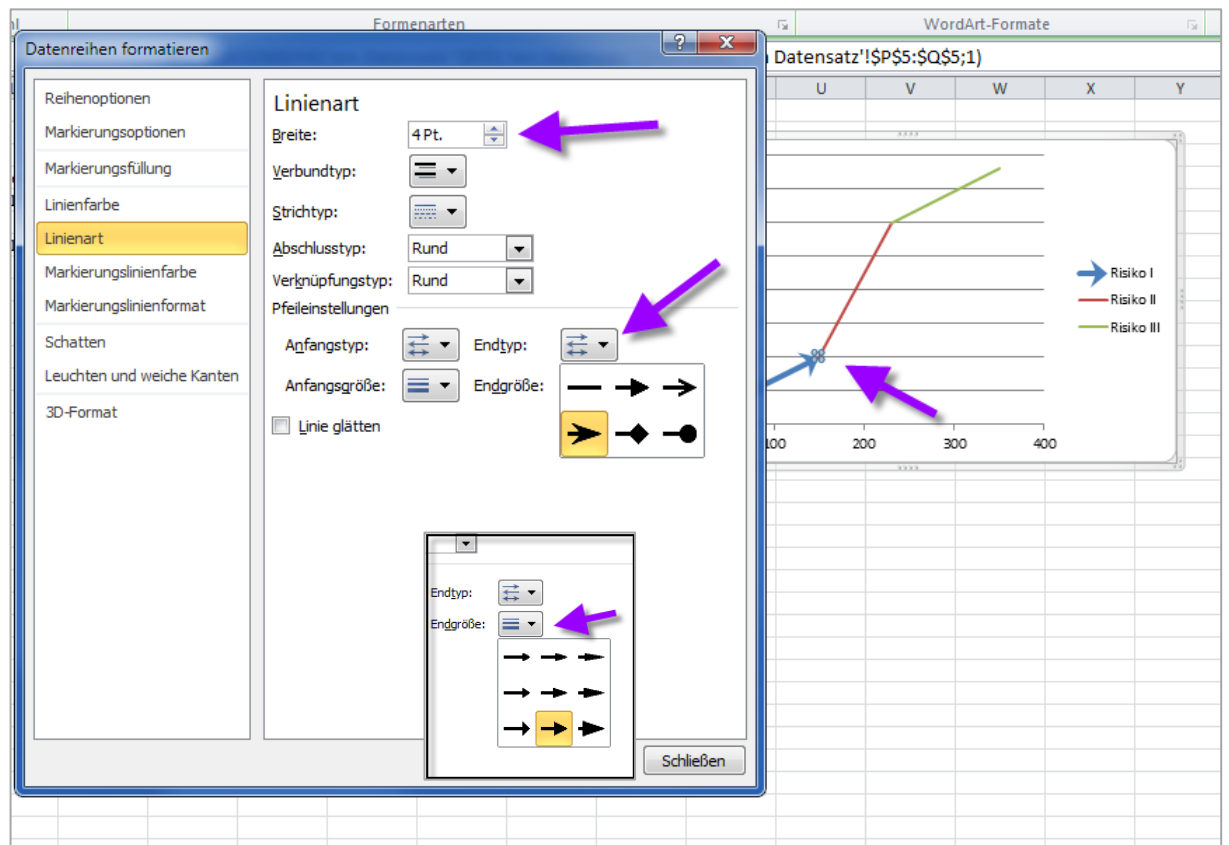 Formenarten
WordArt-Formate
Datenreihen formatieren
Datensatz'!$P$5:$Q$5;1)
U V W X Y
Reihenoptionen
Markierungsoptionen
Markierungsfüllung
Linienfarbe
Linienart
Markierungslinienfarbe
Markierungslinienformat
Schatten
Leuchten und weiche Kanten
3D-Format
Linienart
Breite: 4 Pt.
Verbundtyp:
Strichtyp:
Abschlusstyp: Rund
Verknüpfungstyp: Rund
Pfeileinstellungen
Anfangstyp: Endtyp:
Anfangsgröße: Endgröße:
Linie glätten
Endtyp:
Endgröße:
Schließen
Risiko I
Risiko II
Risiko III
100 200 300 400